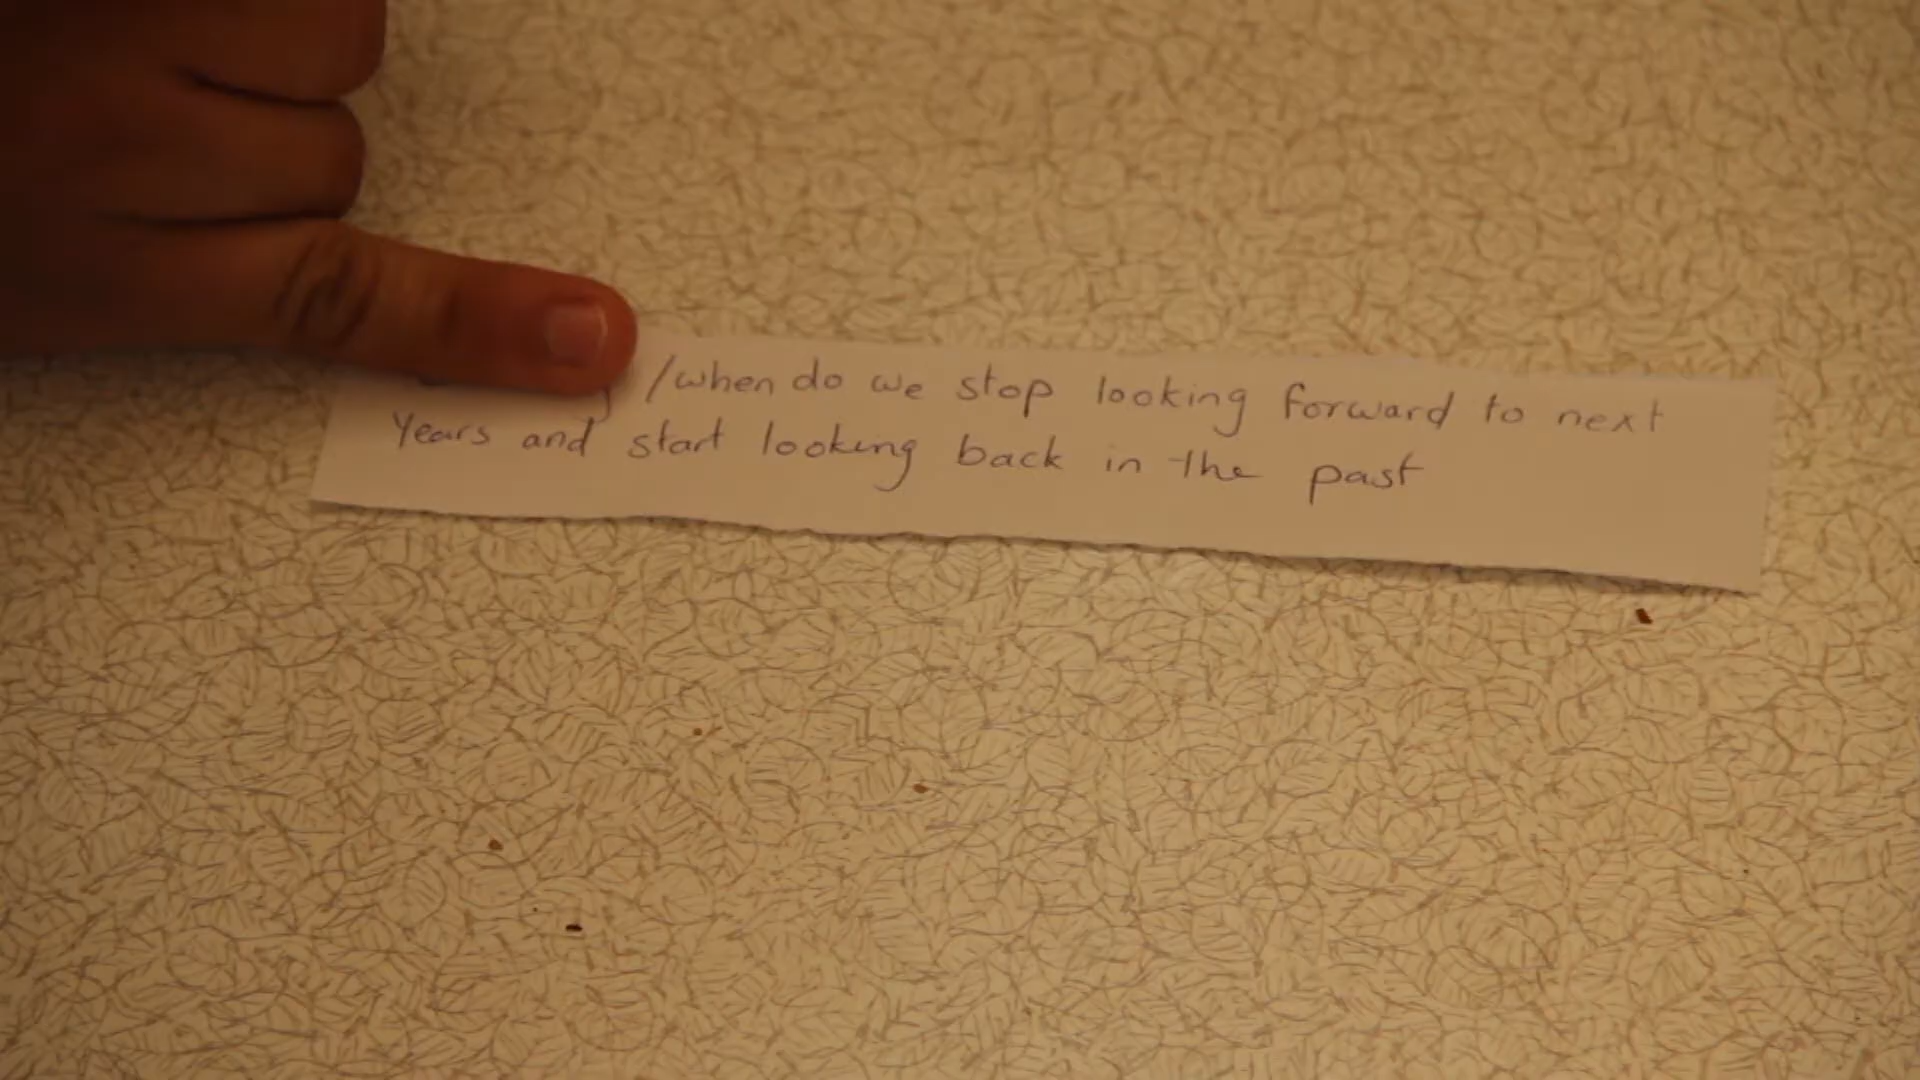 /when do we stop looking forward to next
Years and start looking back in the past